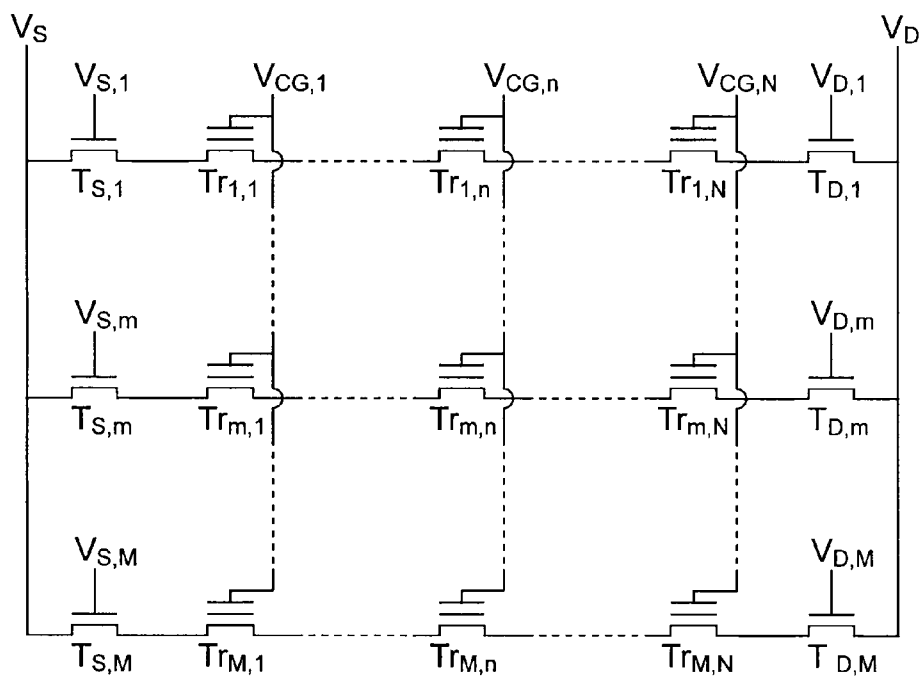 V_S V_D
V_S,1 V_CG,1 V_CG,n V_CG,N V_D,1
T_S,1 Tr_1,1 Tr_1,n Tr_1,N T_D,1
V_S,m V_D,m
T_S,m Tr_m,1 Tr_m,n Tr_m,N T_D,m
V_S,M V_D,M
T_S,M Tr_M,1 Tr_M,n Tr_M,N T_D,M